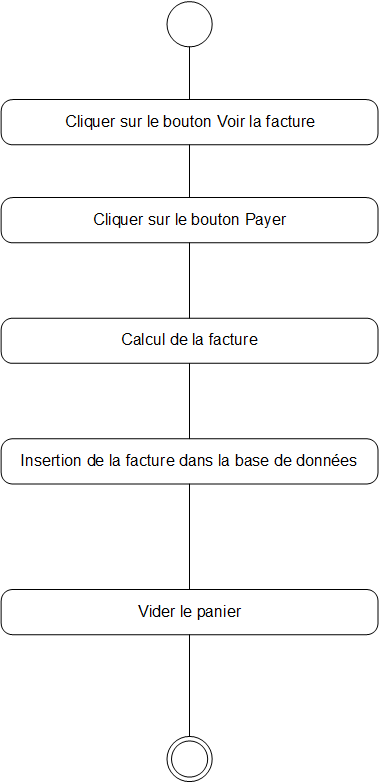 Cliquer sur le bouton Voir la facture
Cliquer sur le bouton Payer
Calcul de la facture
Insertion de la facture dans la base de données
Vider le panier